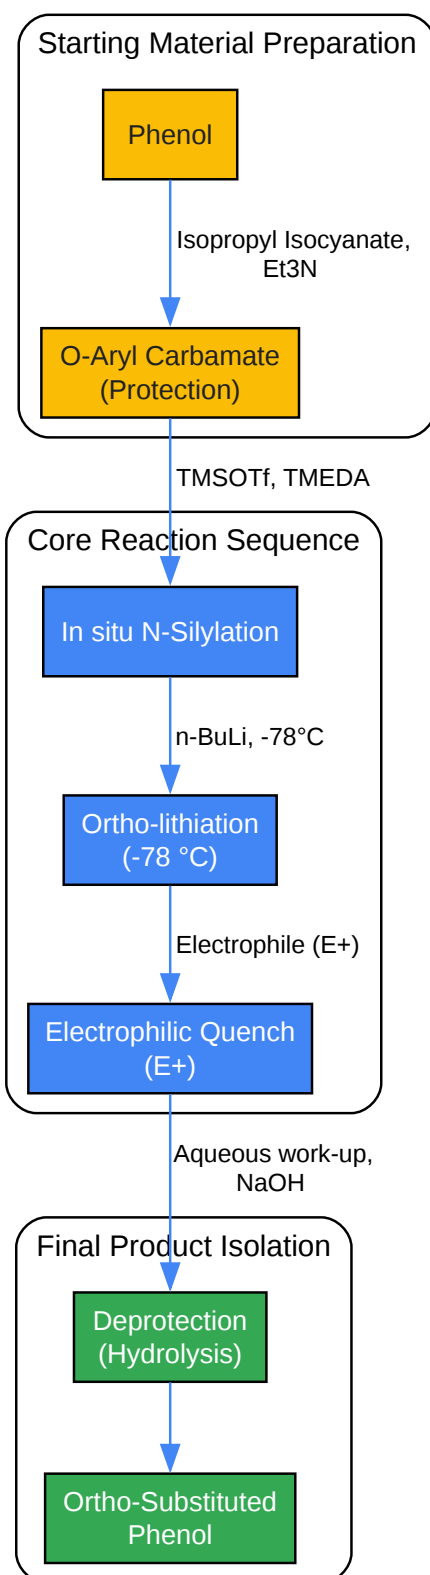 Starting Material Preparation
Phenol
Isopropyl Isocyanate,
Et3N
O-Aryl Carbamate
(Protection)
TMSOTf, TMEDA
Core Reaction Sequence
In situ N-Silylation
n-BuLi, -78°C
Ortho-lithiation
(-78 °C)
Electrophile (E+)
Electrophilic Quench
(E+)
Aqueous work-up,
NaOH
Final Product Isolation
Deprotection
(Hydrolysis)
Ortho-Substituted
Phenol